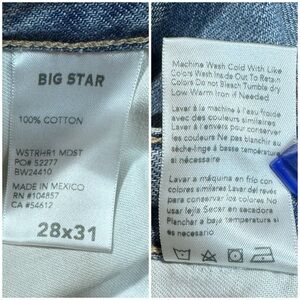 BIG STAR
100% COTTON
WSTRHR1 MDST
PO# 52277
BW24410
MADE IN MEXICO
RN #104857
CA #54612
28x31
Machine Wash Cold With Like
Colors Wash Inside Out To Retain
Colors Do Not Bleach Tumble dry
Low Warm Iron if Needed
Lavar à la machine à l'eau froide
avec des couleurs similaires
Lavar à l'envers pour conserver
les couleurs Ne pas blanchir au
sèche-linge à basse température
si nécessaire
Lavar a máquina en frío con
colores similares Lavar del revés
para conservar los colores No
usar lejía Secar en secadora
Planchar a baja temperatura si
es necesario